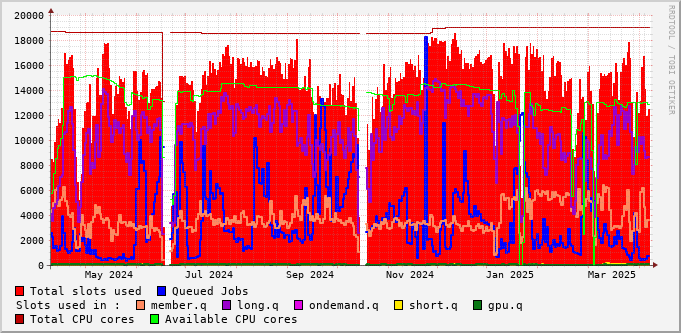 20000
18000
16000
14000
12000
10000
8000
6000
4000
2000
0
May 2024 Jul 2024 Sep 2024 Nov 2024 Jan 2025 Mar 2025
Total slots used Queued Jobs
Slots used in : member.q long.q ondemand.q short.q gpu.q
Total CPU cores Available CPU cores
RRDTOOL / TOBI OETIKER